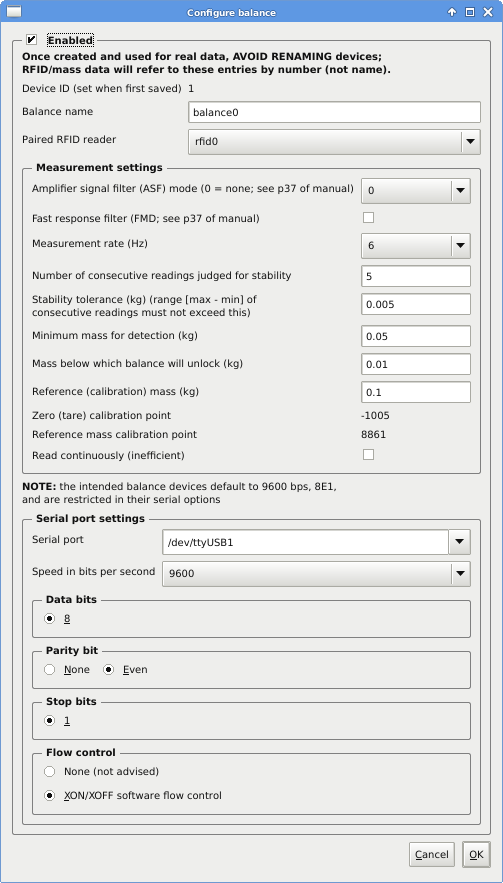 Configure balance
Enabled
Once created and used for real data, AVOID RENAMING devices;
RFID/mass data will refer to these entries by number (not name).
Device ID (set when first saved) 1
Balance name balance0
Paired RFID reader rfid0
Measurement settings
Amplifier signal filter (ASF) mode (0 = none; see p37 of manual) 0
Fast response filter (FMD; see p37 of manual)
Measurement rate (Hz) 6
Number of consecutive readings judged for stability 5
Stability tolerance (kg) (range [max - min] of
consecutive readings must not exceed this) 0.005
Minimum mass for detection (kg) 0.05
Mass below which balance will unlock (kg) 0.01
Reference (calibration) mass (kg) 0.1
Zero (tare) calibration point -1005
Reference mass calibration point 8861
Read continuously (inefficient)
NOTE: the intended balance devices default to 9600 bps, 8E1,
and are restricted in their serial options
Serial port settings
Serial port /dev/ttyUSB1
Speed in bits per second 9600
Data bits
8
Parity bit
None Even
Stop bits
1
Flow control
None (not advised)
XON/XOFF software flow control
Cancel OK